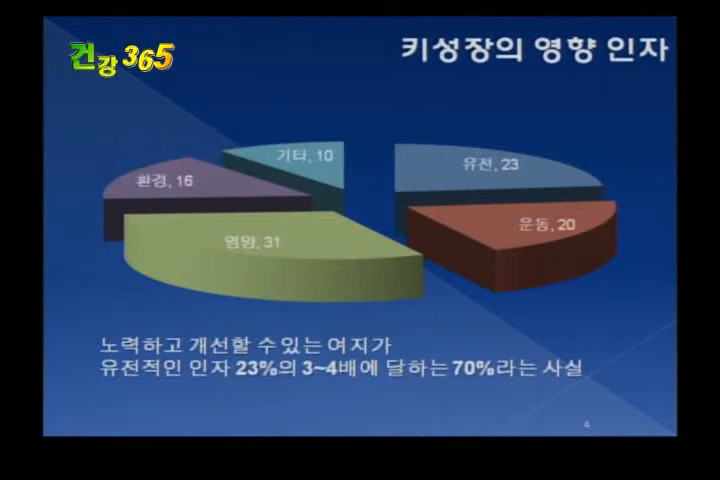 건강365
키성장의 영향 인자
기타, 10
유전, 23
환경, 16
운동, 20
영양, 31
노력하고 개선할 수 있는 여지가
유전적인 인자 23%의 3~4배에 달하는 70%라는 사실
4